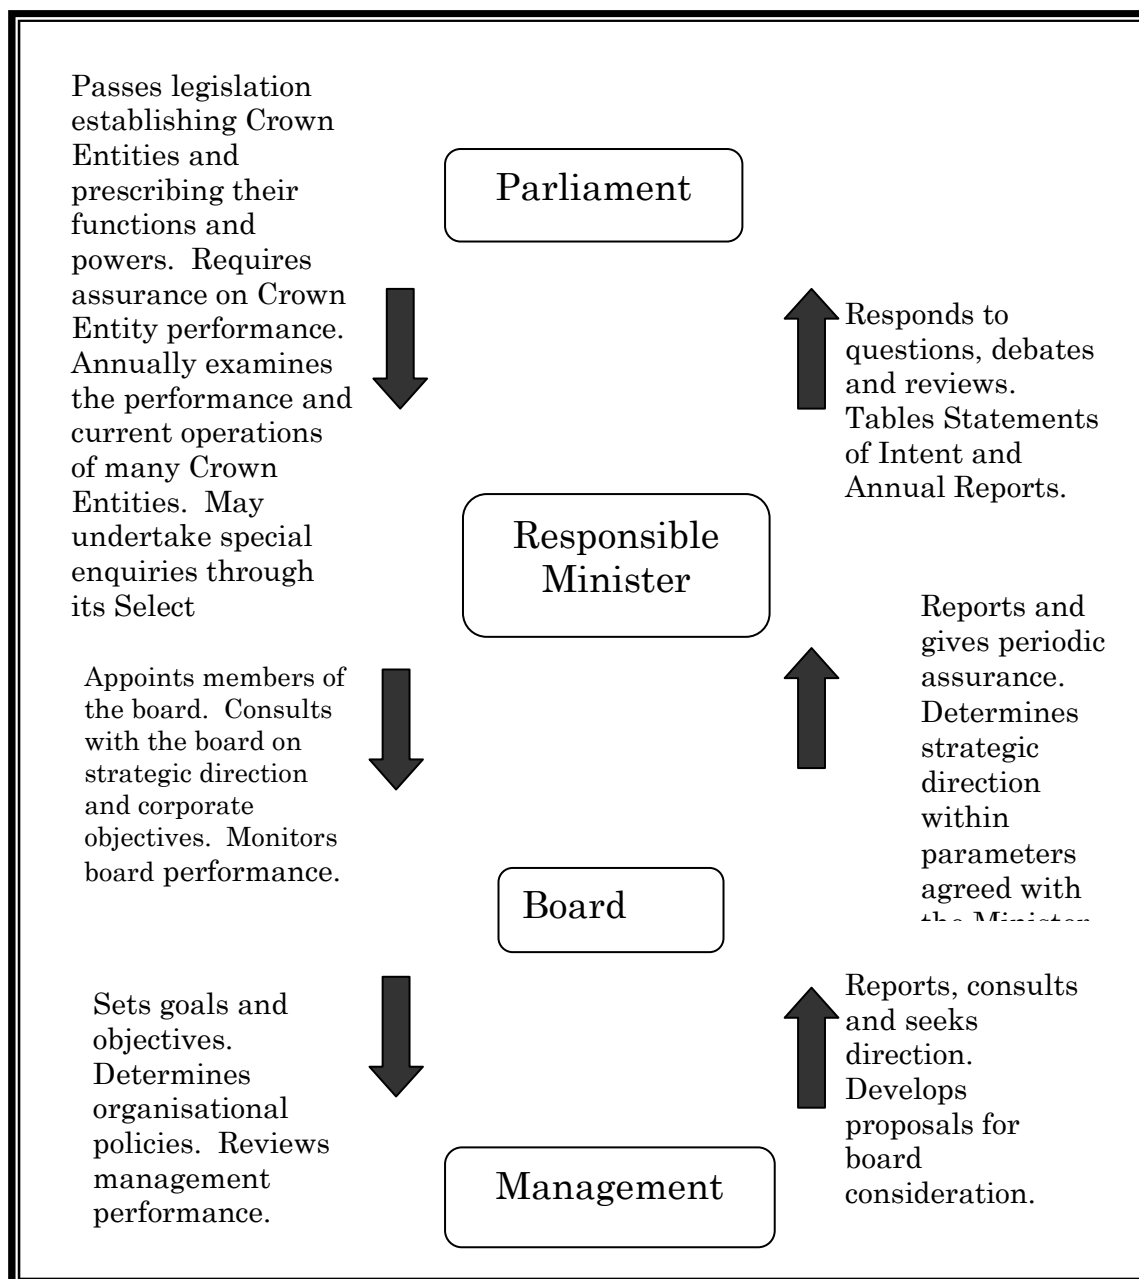 Passes legislation
establishing Crown
Entities and
prescribing their
functions and
powers.  Requires
assurance on Crown
Entity performance.
Annually examines
the performance and
current operations
of many Crown
Entities.  May
undertake special
enquiries through
its Select
Parliament
Responds to
questions, debates
and reviews.
Tables Statements
of Intent and
Annual Reports.
Responsible
Minister
Appoints members of
the board.  Consults
with the board on
strategic direction
and corporate
objectives.  Monitors
board performance.
Reports and
gives periodic
assurance.
Determines
strategic
direction
within
parameters
agreed with
the Minister
Board
Sets goals and
objectives.
Determines
organisational
policies.  Reviews
management
performance.
Reports, consults
and seeks
direction.
Develops
proposals for
board
consideration.
Management